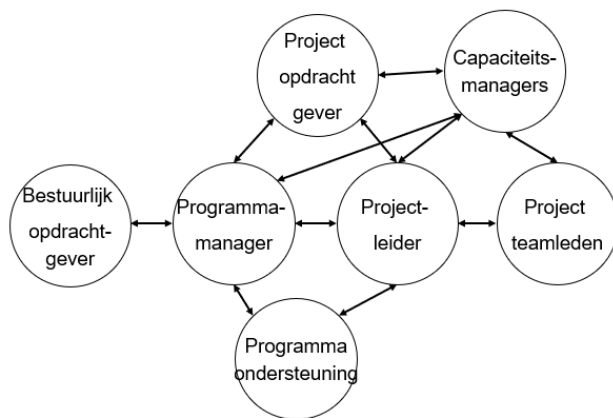 Project
opdracht
gever
Capaciteits-
managers
Bestuurlijk
opdracht-
gever
Programma-
manager
Project-
leider
Project
teamleden
Programma
ondersteuning